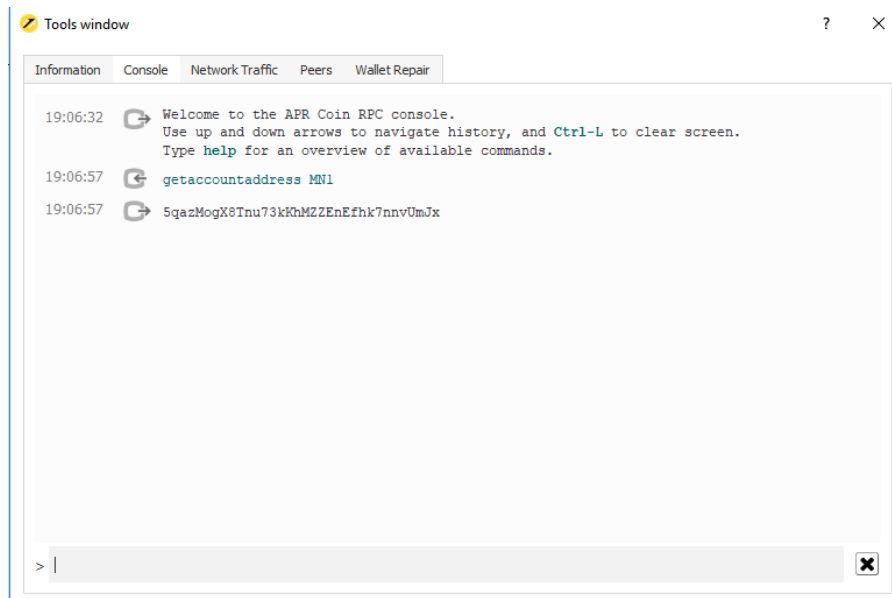 Tools window
?
Information Console Network Traffic Peers Wallet Repair
19:06:32 Welcome to the APR Coin RPC console.
Use up and down arrows to navigate history, and Ctrl-L to clear screen.
Type help for an overview of available commands.
19:06:57 getaccountaddress MN1
19:06:57 5qazMogX8Tnu73kKhMZZEnEfhk7nnvUmJx
>